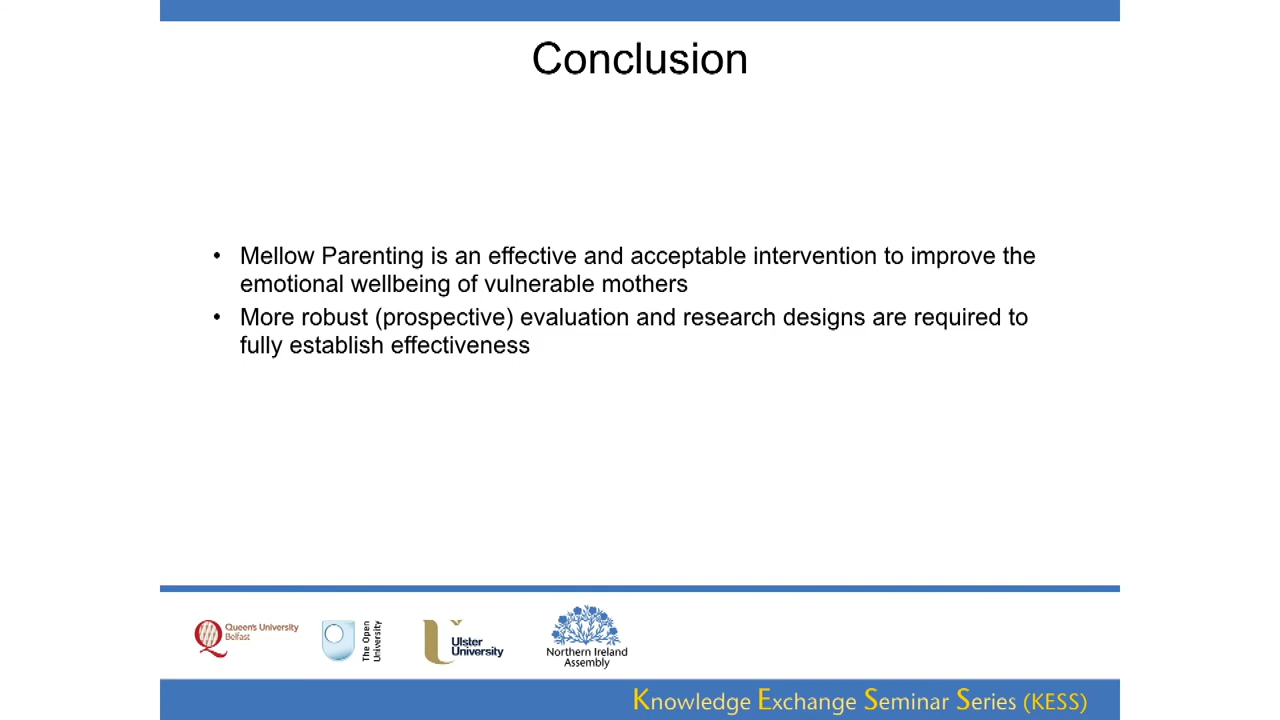 Conclusion
• Mellow Parenting is an effective and acceptable intervention to improve the
emotional wellbeing of vulnerable mothers
• More robust (prospective) evaluation and research designs are required to
fully establish effectiveness
Queen's University
Belfast
The Open
University
Ulster
University
Northern Ireland
Assembly
Knowledge Exchange Seminar Series (KESS)